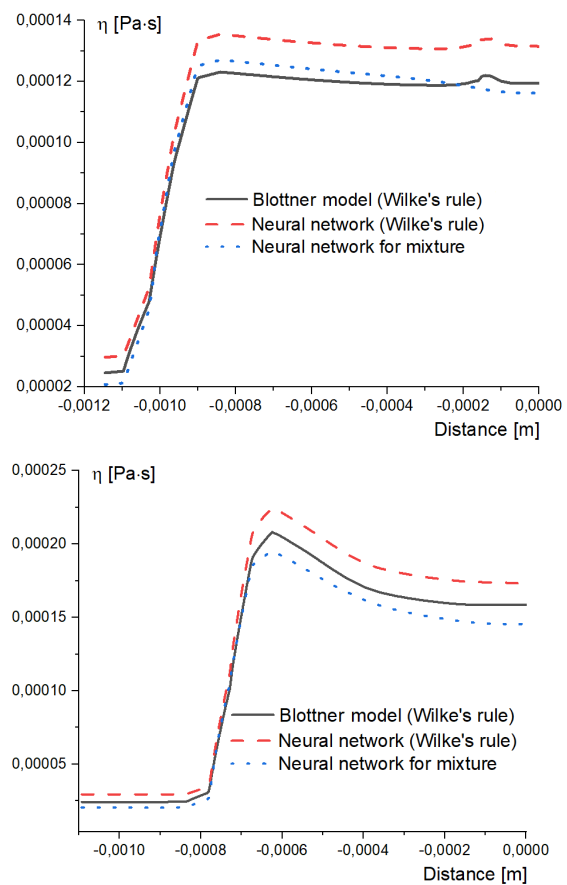 η [Pa·s]
0,00014
0,00012
0,00010
0,00008
0,00006
0,00004
0,00002
Blottner model (Wilke's rule)
Neural network (Wilke's rule)
Neural network for mixture
-0,0012 -0,0010 -0,0008 -0,0006 -0,0004 -0,0002 0,0000
Distance [m]
η [Pa·s]
0,00025
0,00020
0,00015
0,00010
0,00005
Blottner model (Wilke's rule)
Neural network (Wilke's rule)
Neural network for mixture
-0,0010 -0,0008 -0,0006 -0,0004 -0,0002 0,0000
Distance [m]